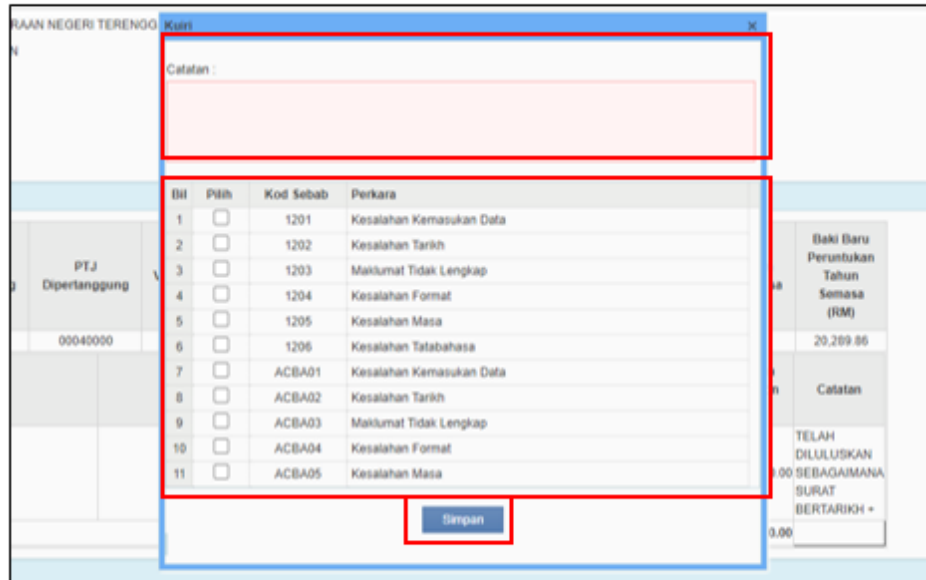 RAAN NEGERI TERENGG
Kuiri
Catatan :
Bil Pilih Kod Sebab Perkara
1 1201 Kesalahan Kemasukan Data
2 1202 Kesalahan Tarikh
3 1203 Maklumat Tidak Lengkap
4 1204 Kesalahan Format
5 1205 Kesalahan Masa
6 1206 Kesalahan Tatabahasa
7 ACBA01 Kesalahan Kemasukan Data
8 ACBA02 Kesalahan Tarikh
9 ACBA03 Maklumat Tidak Lengkap
10 ACBA04 Kesalahan Format
11 ACBA05 Kesalahan Masa
Simpan
PTJ
Dipertanggung
00040000
Baki Baru
Peruntukan
Tahun
Semasa
(RM)
20,289.86
Catatan
TELAH
DILULUSKAN
SEBAGAIMANA
SURAT
BERTARIKH +
0.00